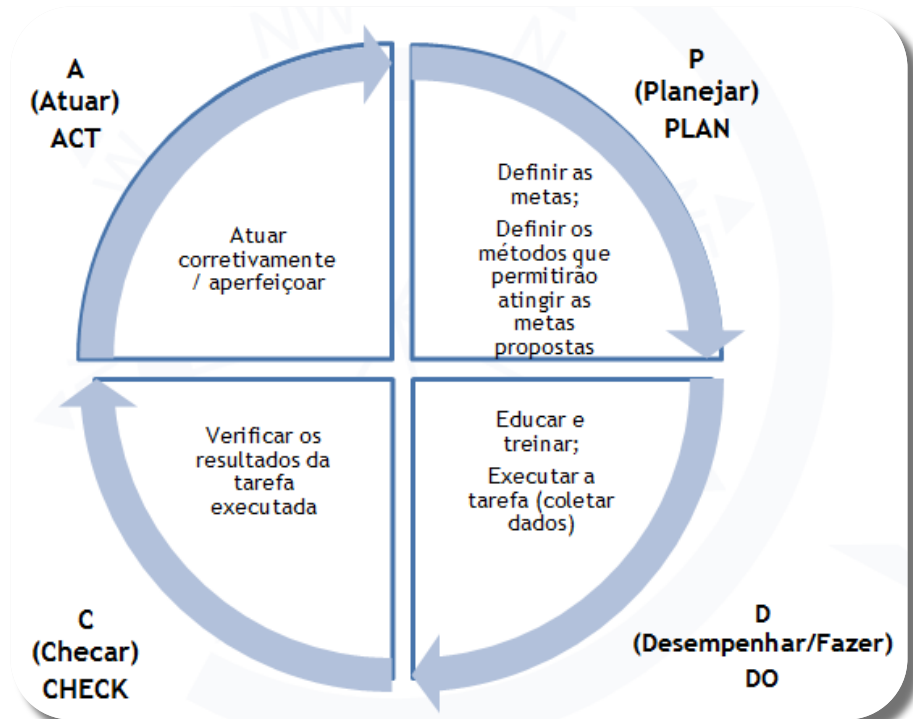 A
(Atuar)
ACT
P
(Planejar)
PLAN
Atuar
corretivamente
/ aperfeiçoar
Definir as
metas;
Definir os
métodos que
permitirão
atingir as
metas
propostas
Verificar os
resultados da
tarefa
executada
Educar e
treinar;
Executar a
tarefa (coletar
dados)
C
(Checar)
CHECK
D
(Desempenhar/Fazer)
DO
NW
N